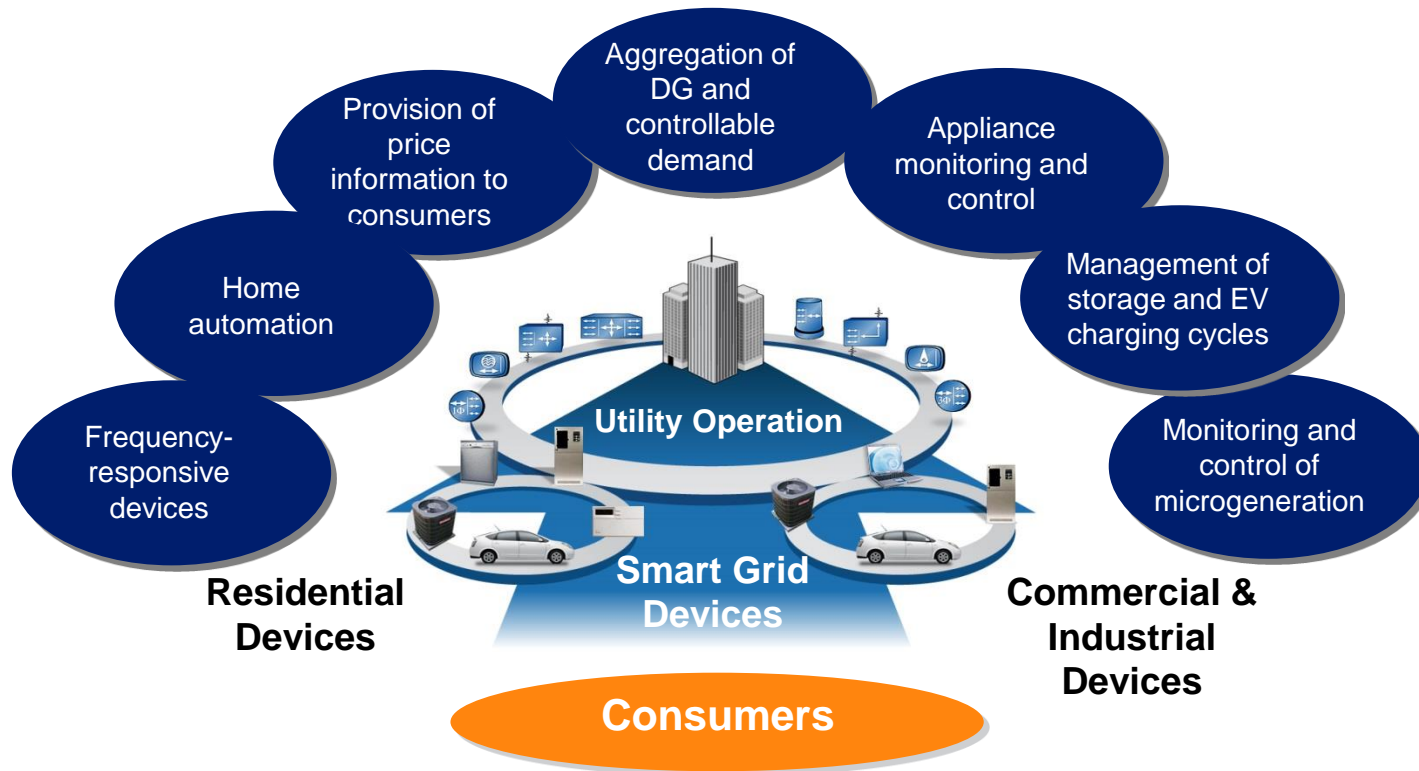 Aggregation of
DG and
controllable
demand
Provision of
price
information to
consumers
Appliance
monitoring and
control
Home
automation
Management of
storage and EV
charging cycles
Frequency-
responsive
devices
Monitoring and
control of
microgeneration
1Φ
3Φ
Utility Operation
Smart Grid
Devices
Residential
Devices
Commercial &
Industrial
Devices
Consumers